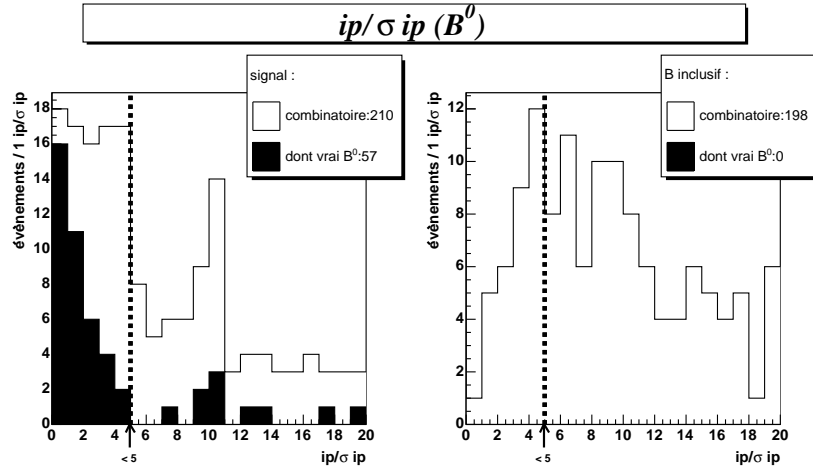 ip/σ ip (B⁰)
signal :
combinatoire:210
dont vrai B⁰:57
évènements / 1 ip/σ ip
18
16
14
12
10
8
6
4
2
0
0 2 4 6 8 10 12 14 16 18 20
< 5
ip/σ ip
B inclusif :
combinatoire:198
dont vrai B⁰:0
évènements / 1 ip/σ ip
12
10
8
6
4
2
0
0 2 4 6 8 10 12 14 16 18 20
< 5
ip/σ ip